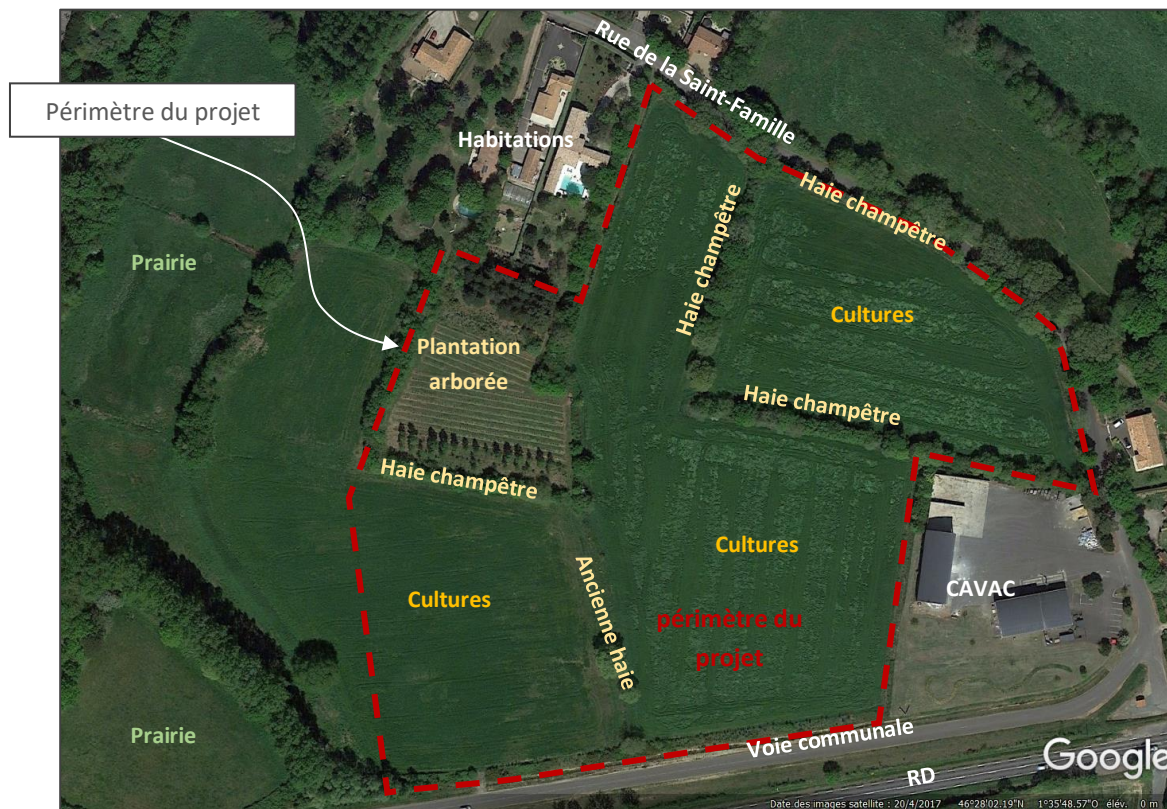 Rue de la Saint-Famille
Périmètre du projet
Habitations
Haie champêtre
Prairie
Haie champêtre
Cultures
Plantation
arborée
Haie champêtre
Haie champêtre
Cultures
Ancienne haie
Cultures
CAVAC
périmètre du
projet
Prairie
Voie communale
Google
RD
Date des images satellite : 20/4/2017 46°28'02.19"N 1°35'48.57"O élév. 0 m